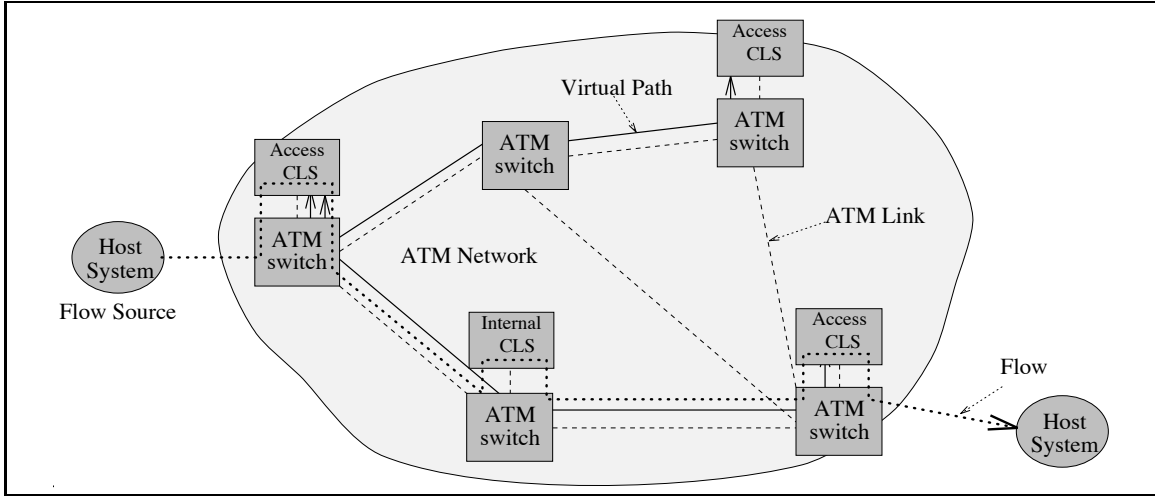 Access
CLS
Virtual Path
ATM
switch
ATM
switch
Access
CLS
ATM
switch
ATM Link
Host
System
ATM Network
Flow Source
Internal
CLS
Access
CLS
Flow
ATM
switch
ATM
switch
Host
System